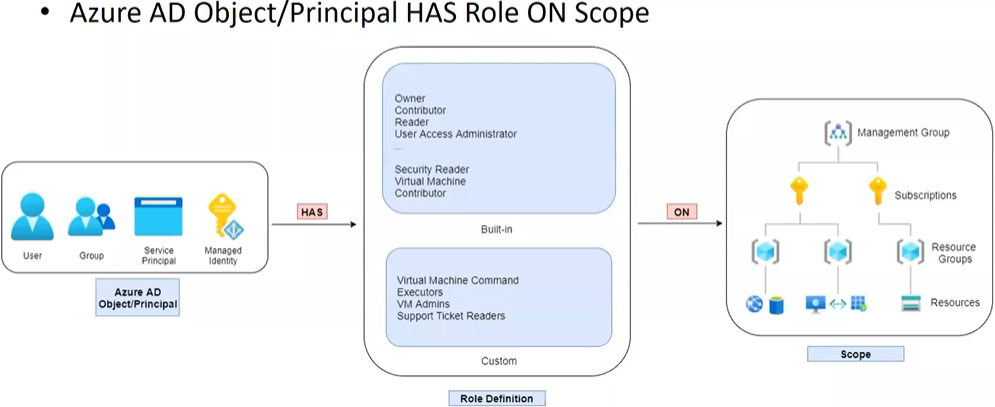 • Azure AD Object/Principal HAS Role ON Scope
User
Group
Service
Principal
Managed
Identity
Azure AD
Object/Principal
HAS
Owner
Contributor
Reader
User Access Administrator
...
Security Reader
Virtual Machine
Contributor
Built-in
Virtual Machine Command
Executors
VM Admins
Support Ticket Readers
Custom
Role Definition
ON
Management Group
Subscriptions
Resource
Groups
Resources
Scope